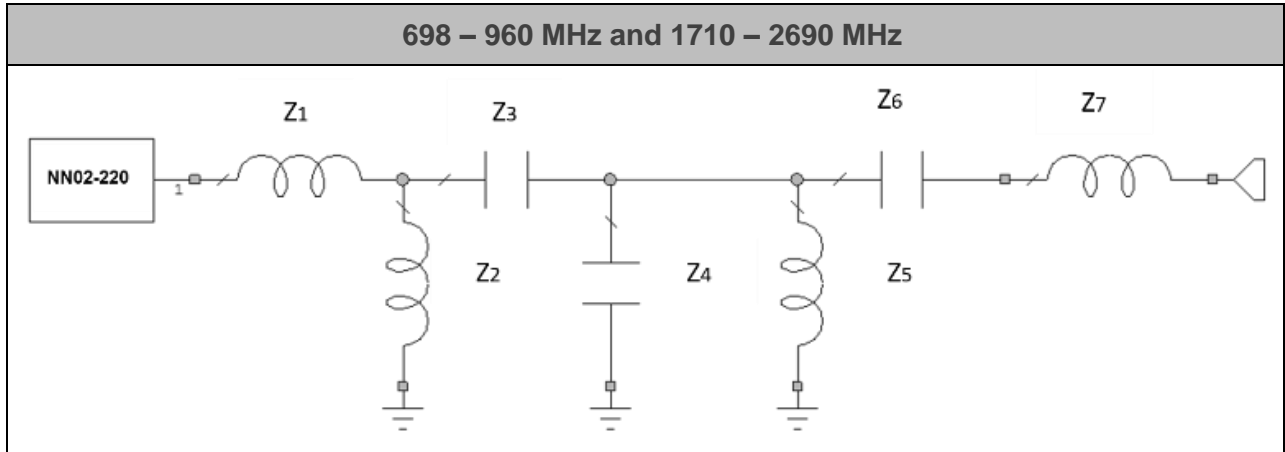 698 – 960 MHz and 1710 – 2690 MHz
Z1 Z3 Z6 Z7
NN02-220
1
Z2 Z4 Z5